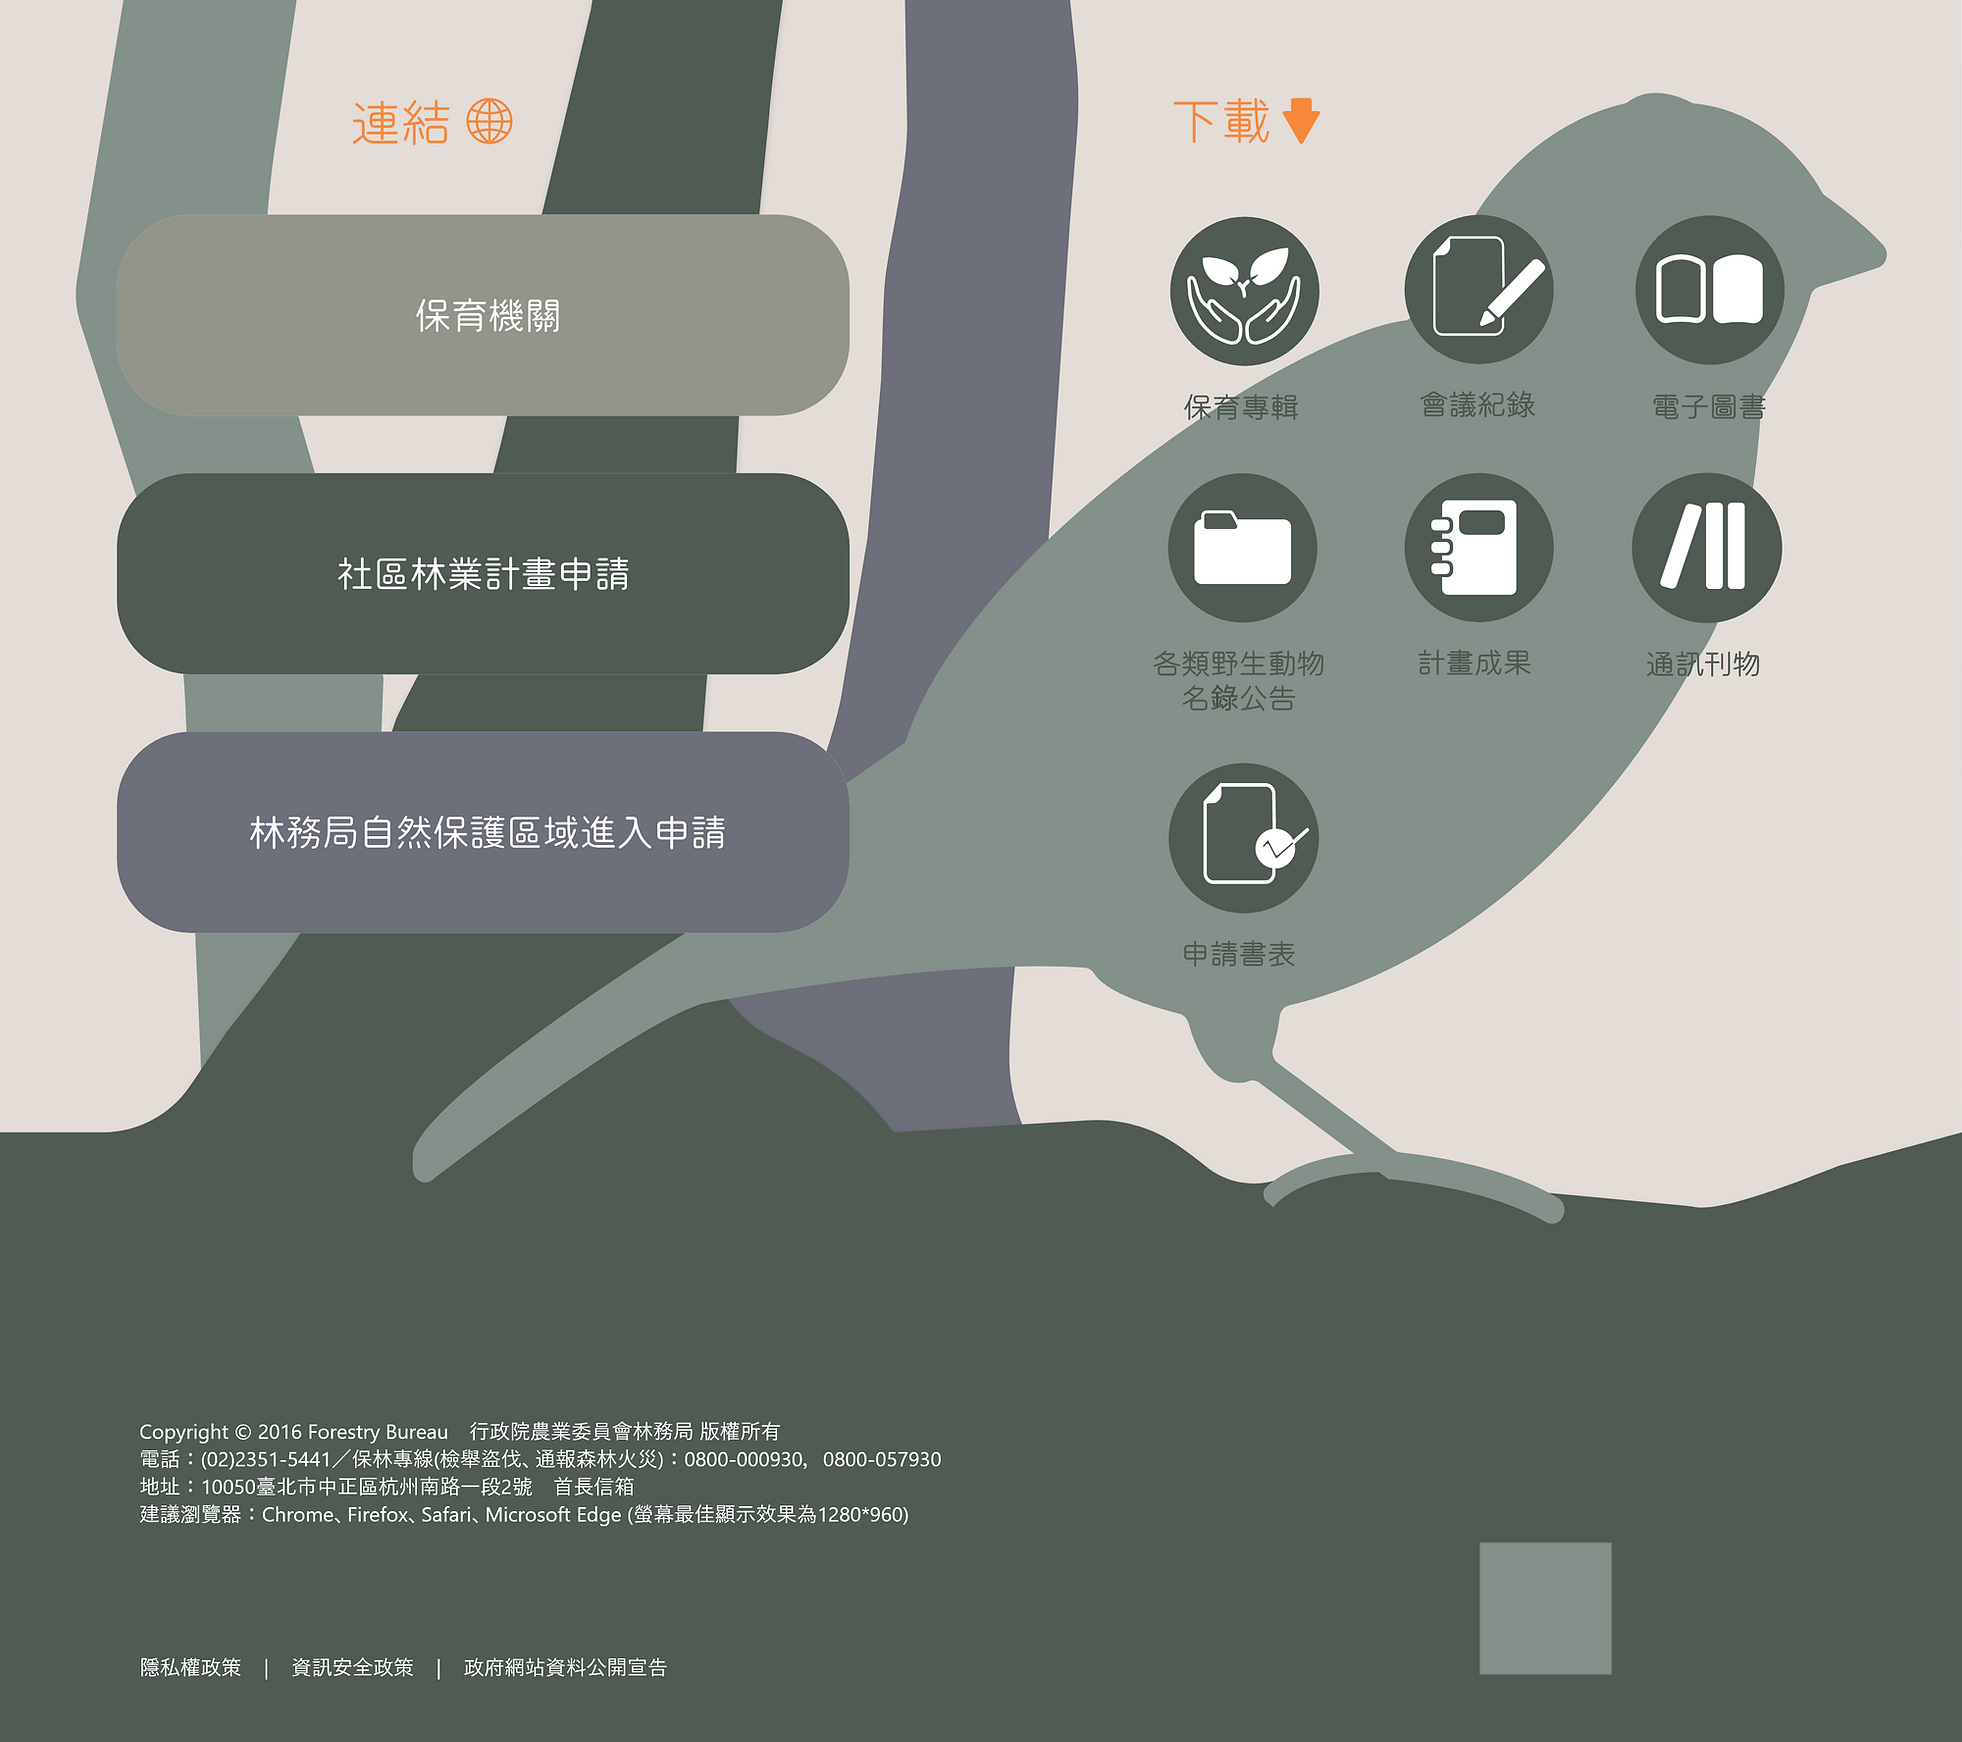 連結
下載
保育機關
社區林業計畫申請
林務局自然保護區域進入申請
保育專輯
會議紀錄
電子圖書
各類野生動物
名錄公告
計畫成果
通訊刊物
申請書表
Copyright © 2016 Forestry Bureau　行政院農業委員會林務局 版權所有
電話：(02)2351-5441／保林專線(檢舉盜伐、通報森林火災)：0800-000930，0800-057930
地址：10050臺北市中正區杭州南路一段2號　首長信箱
建議瀏覽器：Chrome、Firefox、Safari、Microsoft Edge (螢幕最佳顯示效果為1280*960)
隱私權政策　|　資訊安全政策　|　政府網站資料公開宣告